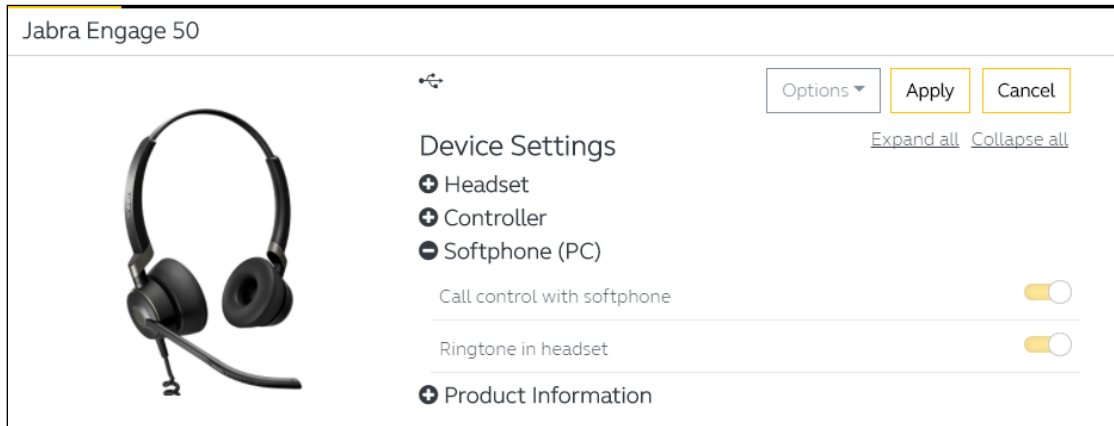 Jabra Engage 50
Options
Apply
Cancel
Expand all Collapse all
Device Settings
Headset
Controller
Softphone (PC)
Call control with softphone
Ringtone in headset
Product Information